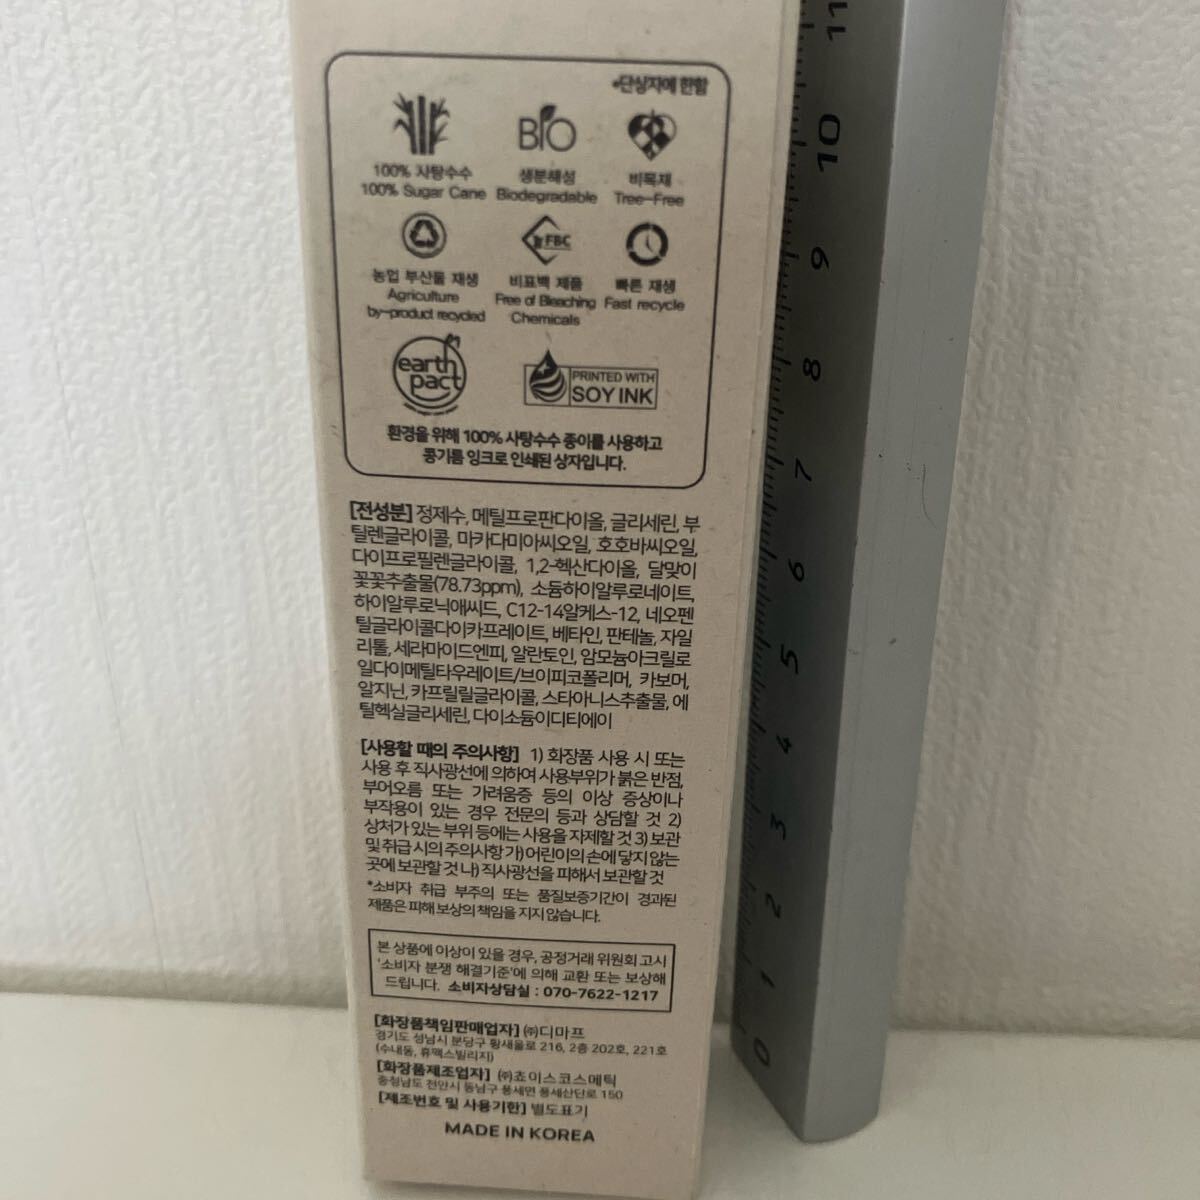 *단상자에 한함
100% 사탕수수
100% Sugar Cane
BIO
생분해성
Biodegradable
비목재
Tree-Free
농업 부산물 재생
Agriculture
by-product recycled
FBC
비표백 제품
Free of Bleaching
Chemicals
빠른 재생
Fast recycle
earth
pact
PRINTED WITH
SOY INK
환경을 위해 100% 사탕수수 종이를 사용하고
콩기름 잉크로 인쇄된 상자입니다.
[전성분] 정제수, 메틸프로판다이올, 글리세린, 부
틸렌글라이콜, 마카다미아씨오일, 호호바씨오일,
다이프로필렌글라이콜, 1,2-헥산다이올, 달맞이
꽃꽃추출물(78.73ppm), 소듐하이알루로네이트,
하이알루로닉애씨드, C12-14알케스-12, 네오펜
틸글라이콜다이카프레이트, 베타인, 판테놀, 자일
리톨, 세라마이드엔피, 알란토인, 암모늄아크릴로
일다이메틸타우레이트/브이피코폴리머, 카보머,
알지닌, 카프릴릴글라이콜, 스타아니스추출물, 에
틸헥실글리세린, 다이소듐이디티에이
[사용할 때의 주의사항] 1) 화장품 사용 시 또는
사용 후 직사광선에 의하여 사용부위가 붉은 반점,
부어오름 또는 가려움증 등의 이상 증상이나
부작용이 있는 경우 전문의 등과 상담할 것 2)
상처가 있는 부위 등에는 사용을 자제할 것 3) 보관
및 취급 시의 주의사항 가) 어린이의 손에 닿지 않는
곳에 보관할 것 나) 직사광선을 피해서 보관할 것
*소비자 취급 부주의 또는 품질보증기간이 경과된
제품은 피해 보상의 책임을 지지 않습니다.
본 상품에 이상이 있을 경우, 공정거래 위원회 고시
'소비자 분쟁 해결기준'에 의해 교환 또는 보상해
드립니다. 소비자상담실 : 070-7622-1217
[화장품책임판매업자] ㈜디마프
경기도 성남시 분당구 황새울로 216, 2층 202호, 221호
(수내동, 휴맥스빌리지)
[화장품제조업자] ㈜쵸이스코스메틱
충청남도 천안시 동남구 풍세면 풍세산단로 150
[제조번호 및 사용기한] 별도표기
MADE IN KOREA
11
10
9
8
7
6
5
4
3
2
1
0